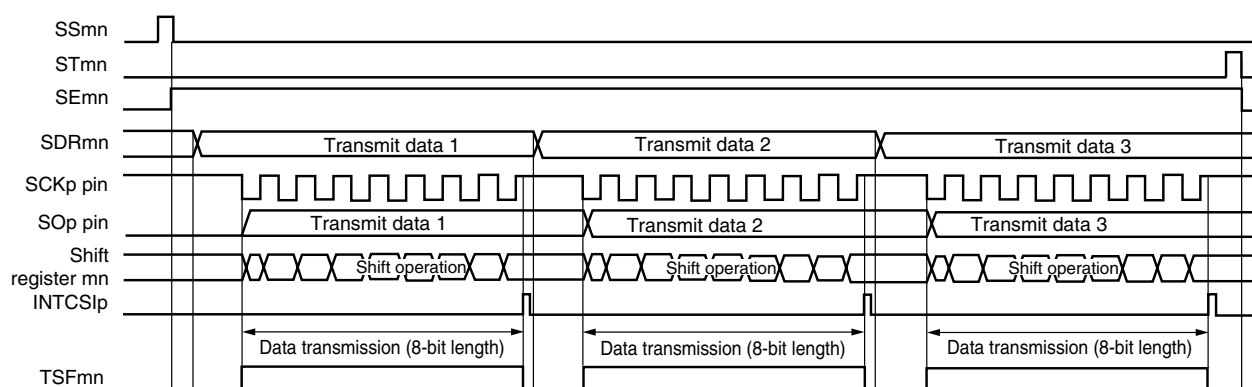 SSmn
STmn
SEmn
SDRmn Transmit data 1 Transmit data 2 Transmit data 3
SCKp pin
SOp pin Transmit data 1 Transmit data 2 Transmit data 3
Shift
register mn Shift operation Shift operation Shift operation
INTCSIp
Data transmission (8-bit length) Data transmission (8-bit length) Data transmission (8-bit length)
TSFmn